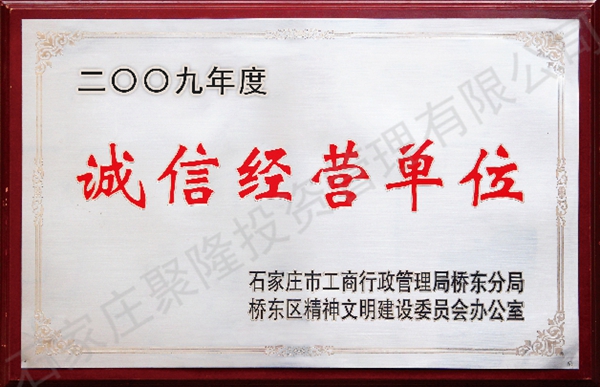 二〇〇九年度
诚信经营单位
石家庄市工商行政管理局桥东分局
桥东区精神文明建设委员会办公室
石家庄聚隆投资管理有限公司